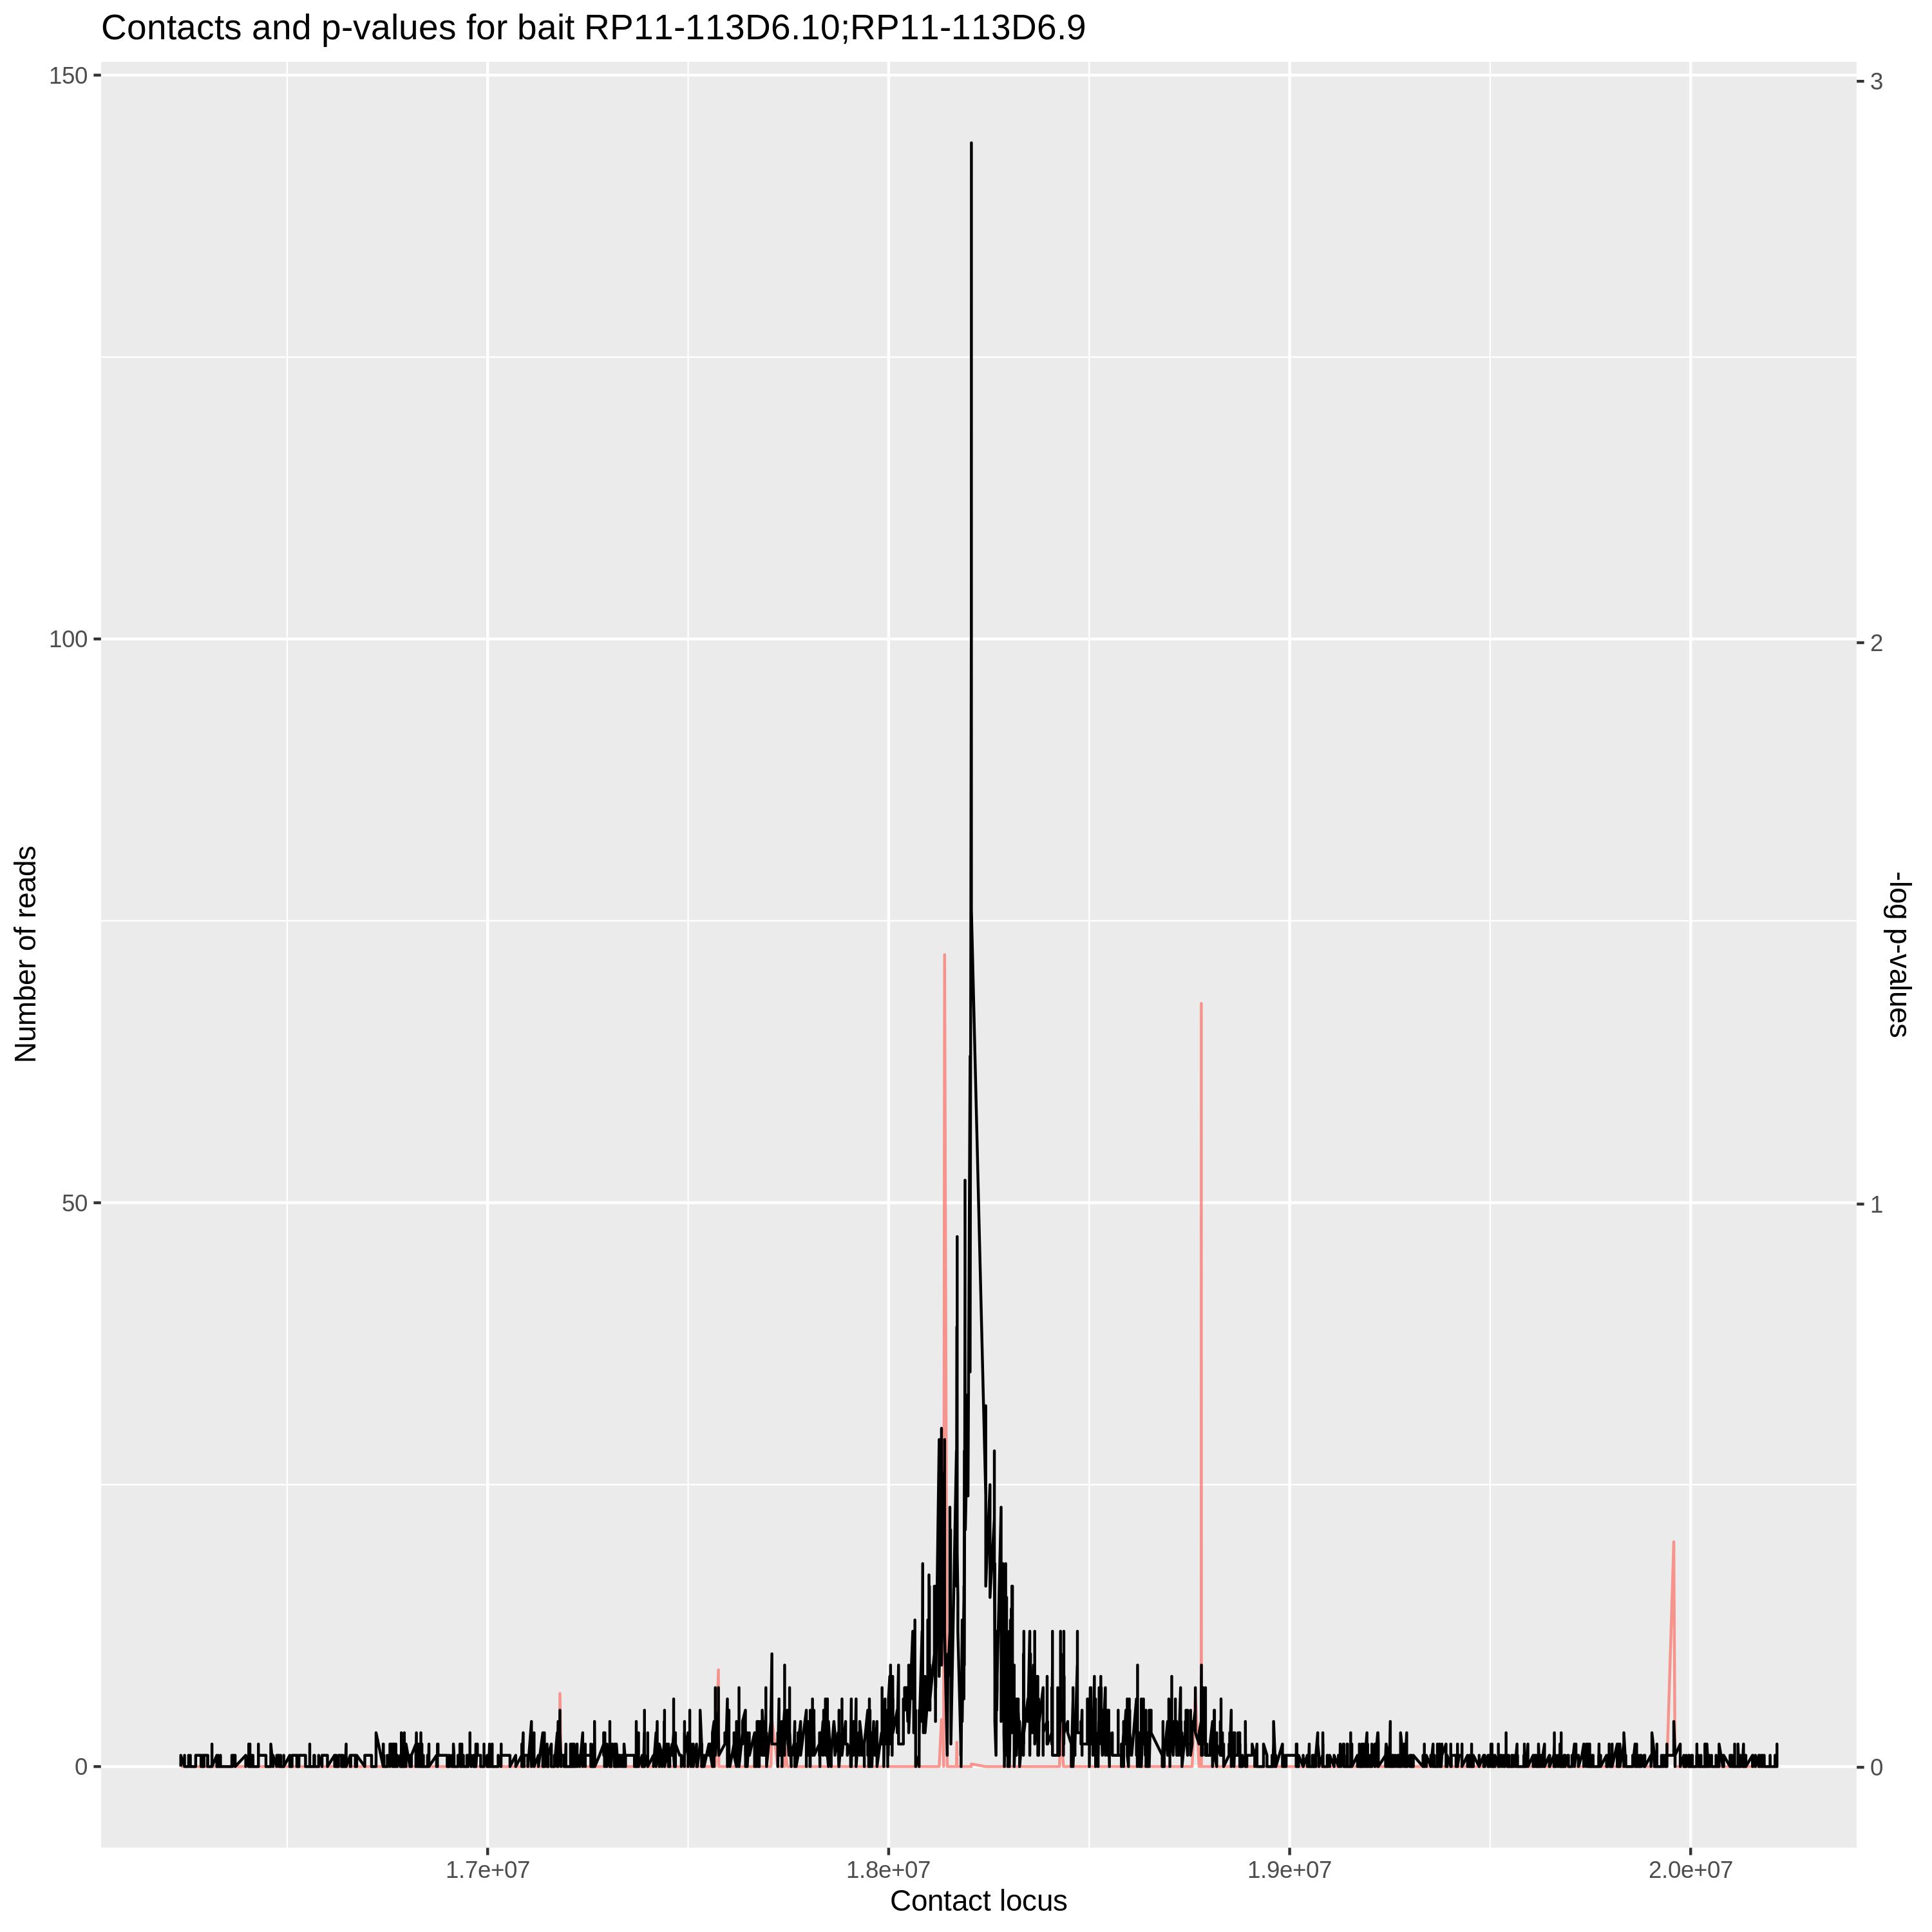 Contacts and p-values for bait RP11-113D6.10;RP11-113D6.9
150
100
50
0
Number of reads
3
2
1
0
-log p-values
1.7e+07
1.8e+07
1.9e+07
2.0e+07
Contact locus